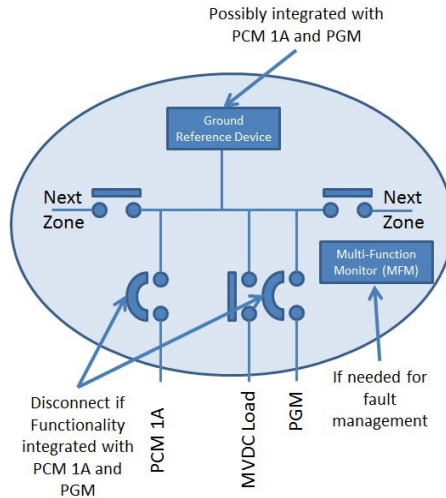 Possibly integrated with
PCM 1A and PGM
Ground
Reference Device
Next
Zone
Next
Zone
Multi-Function
Monitor (MFM)
Disconnect if
Functionality
integrated with
PCM 1A and
PGM
PCM 1A
MVDC Load
PGM
If needed for
fault
management